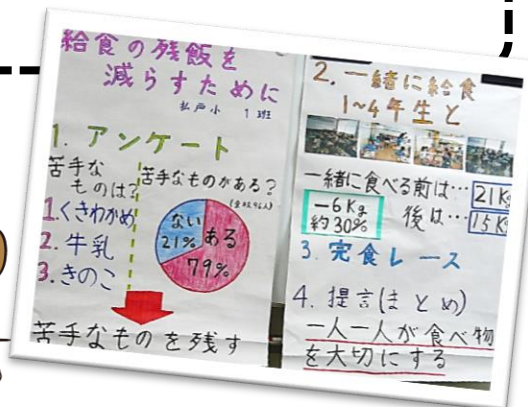 給食の残飯を
減らすために
1班
1. アンケート
苦手な
ものは?
1.くきわかめ
2.牛乳
3.きのこ
苦手なものがある?
ない
21%
ある
79%
苦手なものを残す
2. 一緒に給食
1~4年生と
一緒に食べる前は…21Kg
後は…15Kg
-6Kg
約30%
3. 完食レース
4. 提言(まとめ)
一人一人が食べ物
を大切にする